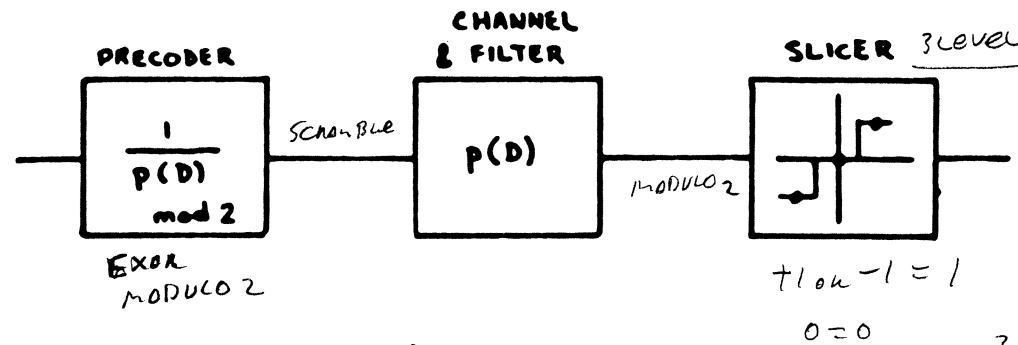 CHANNEL
PRECODER & FILTER SLICER 3LEVEL
1
p(D)
mod 2
SCRAMBLE
p(D)
MODULO 2
EXOR
MODULO 2
+1 OR -1 = 1
0 = 0